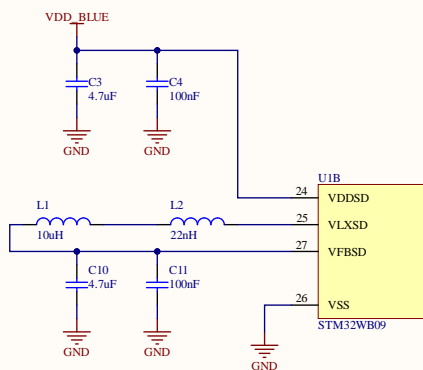 VDD_BLUE
C3
4.7uF
C4
100nF
GND
GND
U1B
24
VDDSD
L1
10uH
L2
22nH
25
VLXSD
27
VFBSD
C10
4.7uF
C11
100nF
26
VSS
GND
GND
GND
STM32WB09